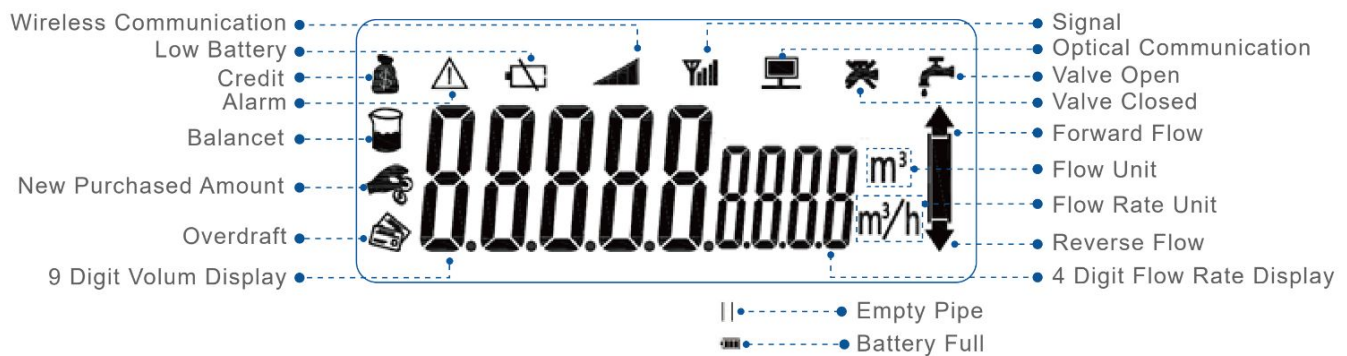 Wireless Communication
Low Battery
Credit
Alarm
Balancet
New Purchased Amount
Overdraft
9 Digit Volum Display
88888.8888
m³
m³/h
Signal
Optical Communication
Valve Open
Valve Closed
Forward Flow
Flow Unit
Flow Rate Unit
Reverse Flow
4 Digit Flow Rate Display
Empty Pipe
Battery Full